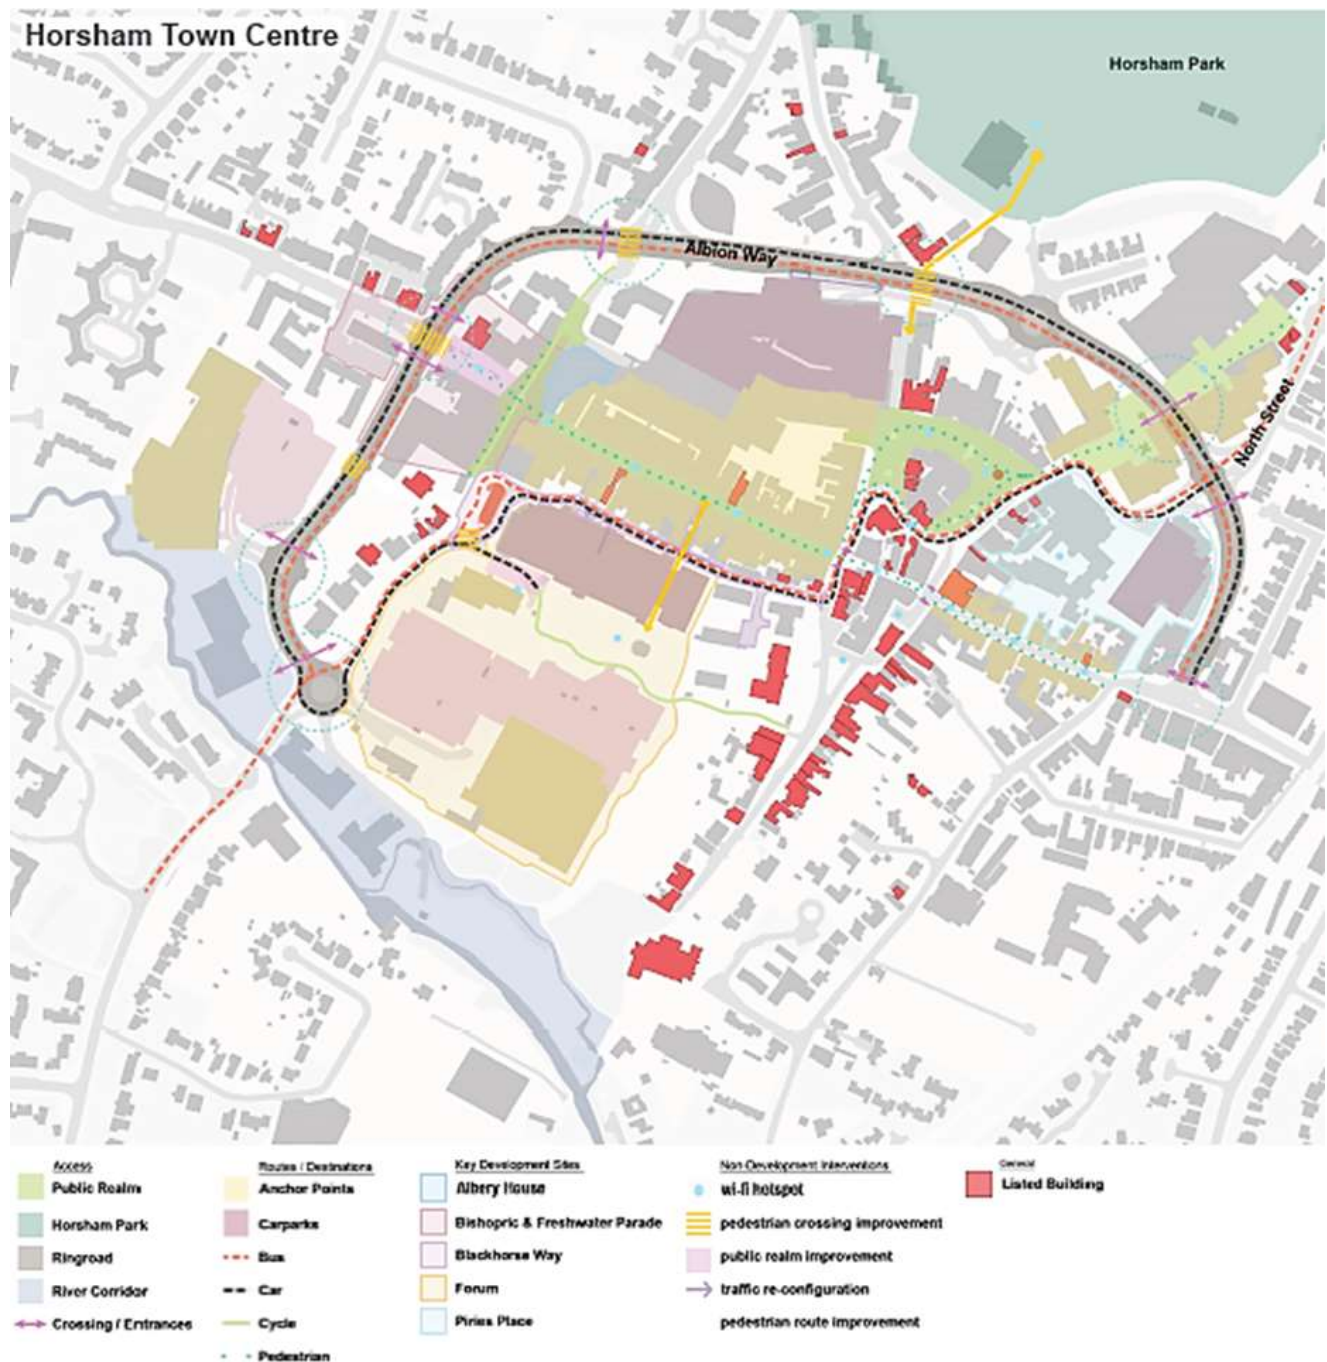 Horsham Town Centre
Horsham Park
Albion Way
North Street
Access
Public Realm
Horsham Park
Ringroad
River Corridor
Crossing / Entrances
Routes / Destinations
Anchor Points
Carparks
Bus
Car
Cycle
Pedestrian
Key Development Sites
Albery House
Bishopric & Freshwater Parade
Blackhorse Way
Forum
Piries Place
Non Development Interventions
wi-fi hotspot
pedestrian crossing improvement
public realm improvement
traffic re-configuration
pedestrian route improvement
General
Listed Building